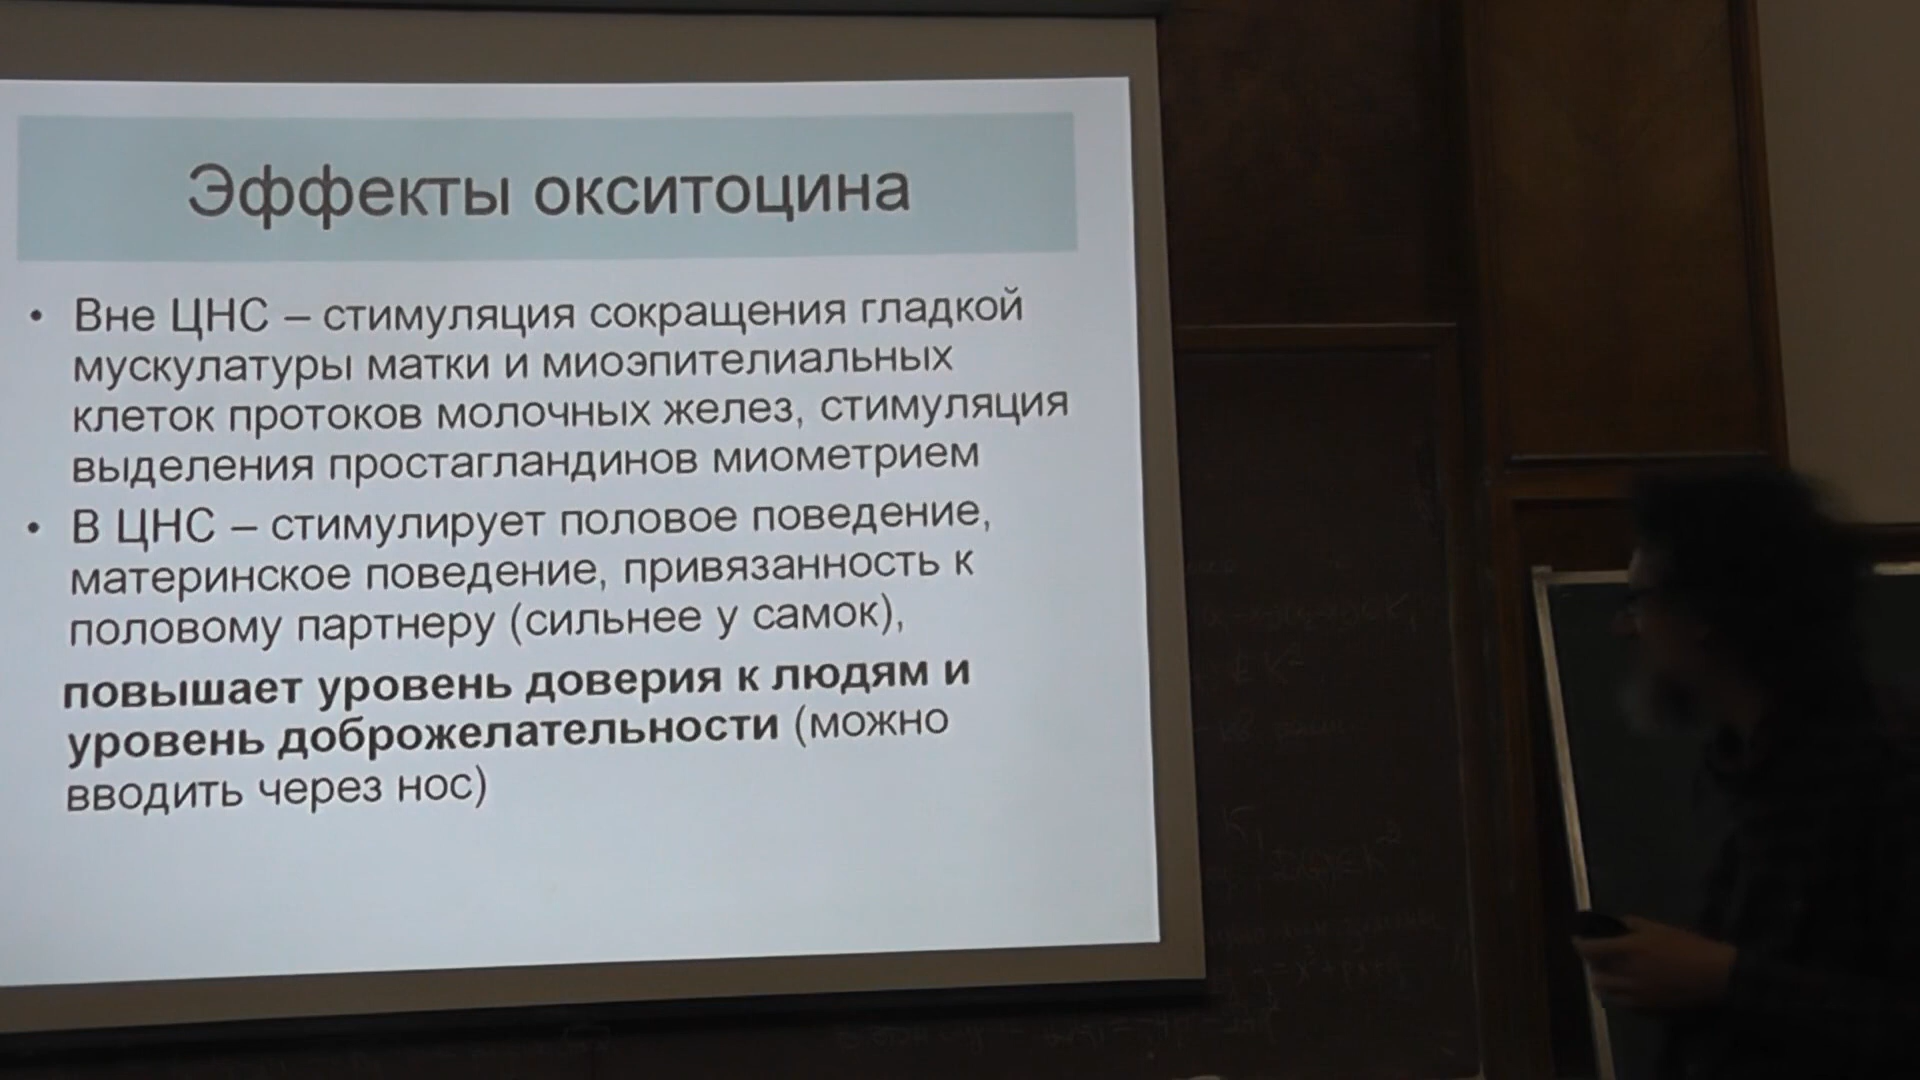 Эффекты окситоцина
• Вне ЦНС – стимуляция сокращения гладкой
мускулатуры матки и миоэпителиальных
клеток протоков молочных желез, стимуляция
выделения простагландинов миометрием
• В ЦНС – стимулирует половое поведение,
материнское поведение, привязанность к
половому партнеру (сильнее у самок),
повышает уровень доверия к людям и
уровень доброжелательности (можно
вводить через нос)